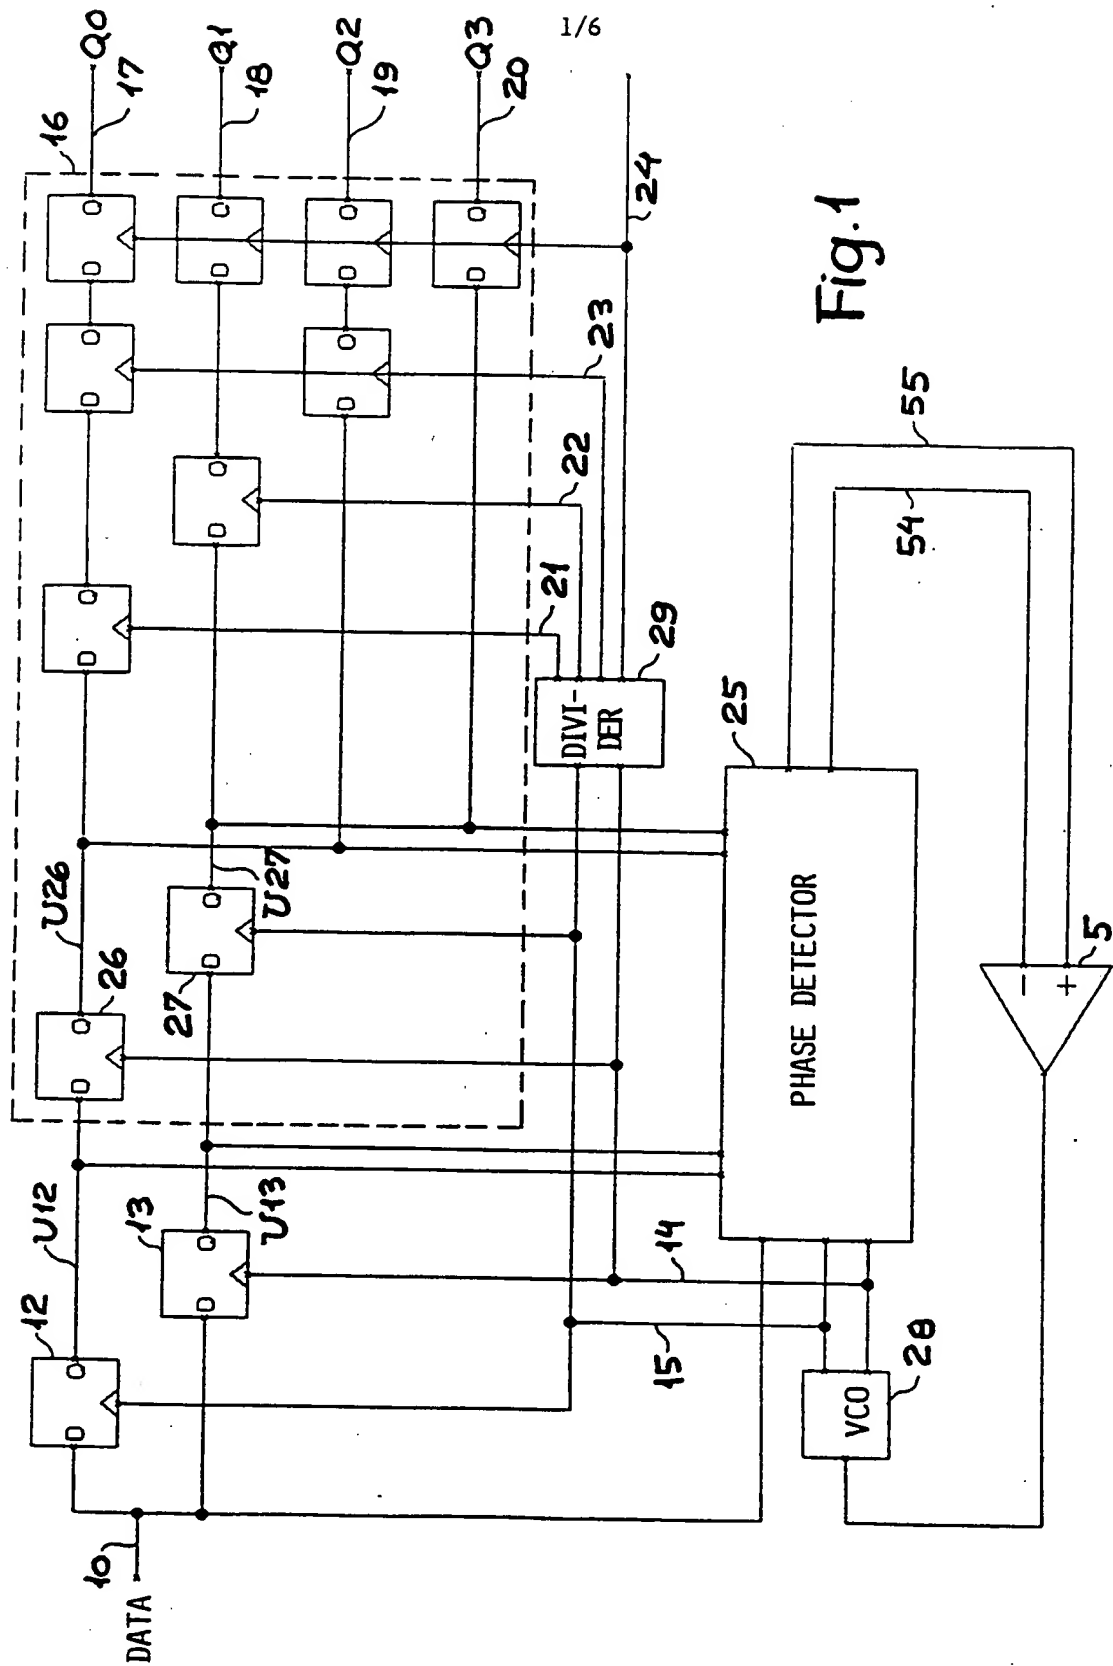 1/6
DATA
10
12
U12
13
U13
26
U26
27
U27
16
D Q
D Q
D Q
D Q
D Q
D Q
D Q
D Q
D Q
D Q
D Q
D Q
Q0
17
Q1
18
Q2
19
Q3
20
21
22
23
24
DIVI-
DER
29
14
15
VCO
28
PHASE DETECTOR
25
54
55
-
+
5
Fig.1